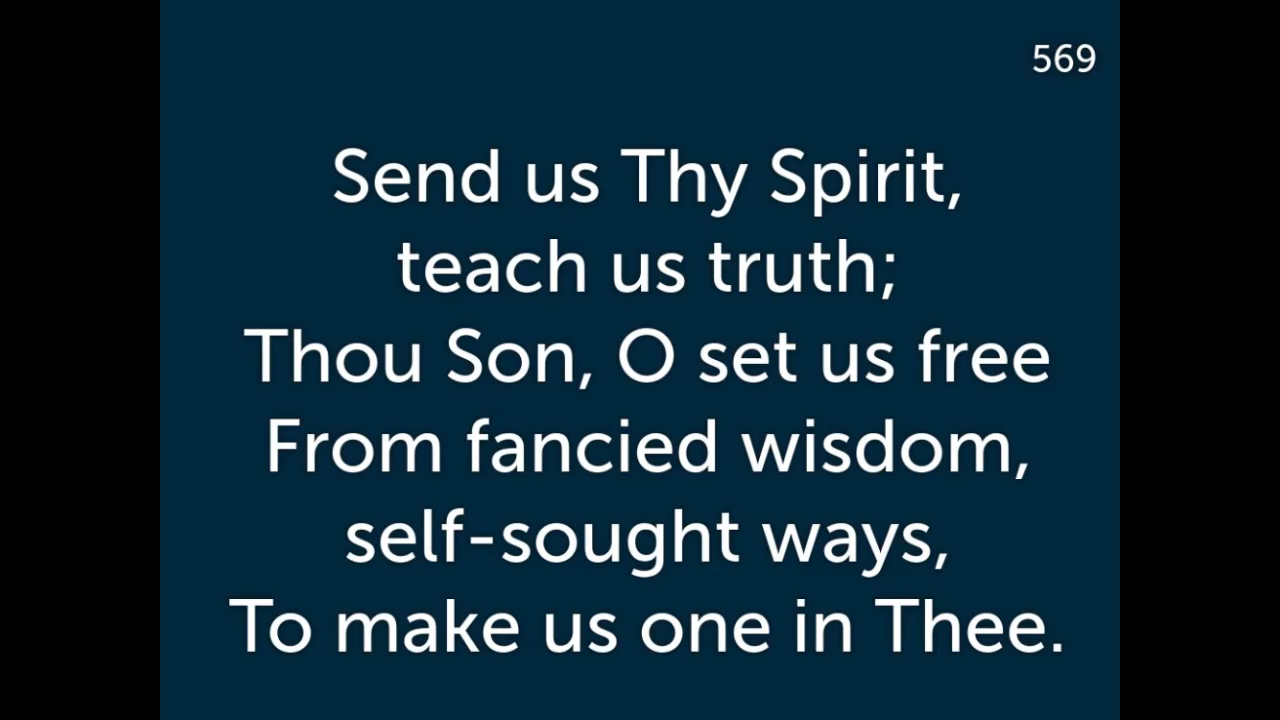 569
Send us Thy Spirit,
teach us truth;
Thou Son, O set us free
From fancied wisdom,
self-sought ways,
To make us one in Thee.